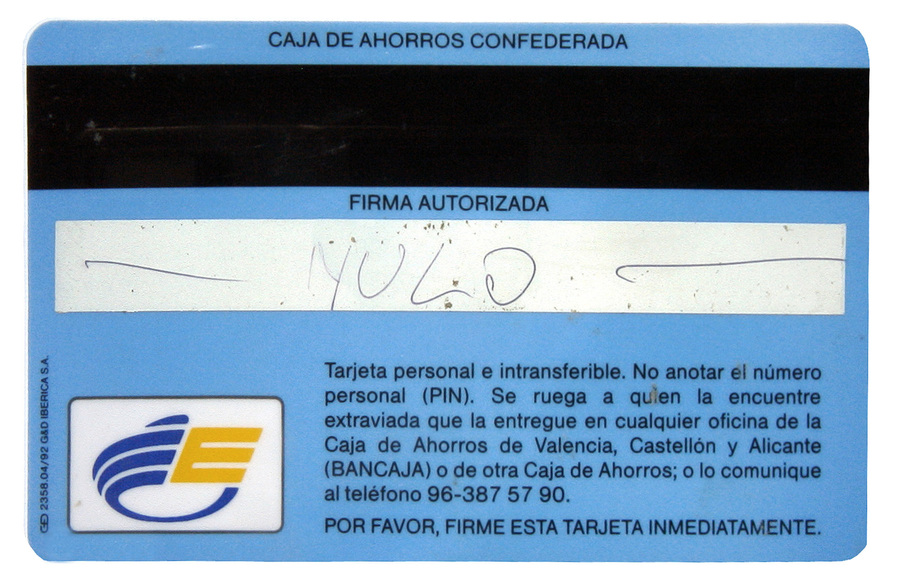 CAJA DE AHORROS CONFEDERADA
FIRMA AUTORIZADA
NULO
Tarjeta personal e intransferible. No anotar el número
personal (PIN). Se ruega a quien la encuentre
extraviada que la entregue en cualquier oficina de la
Caja de Ahorros de Valencia, Castellón y Alicante
(BANCAJA) o de otra Caja de Ahorros; o lo comunique
al teléfono 96-387 57 90.
POR FAVOR, FIRME ESTA TARJETA INMEDIATAMENTE.
G&D 2358.04/92 G&D IBERICA S.A.
E